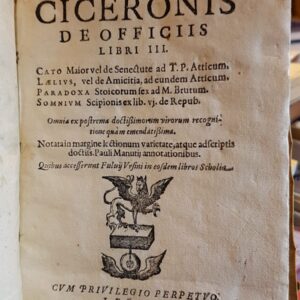 CICERONIS
DE OFFICIIS
LIBRI III.
CATO Maior vel de Senectute ad T. P. Atticum.
LÆLIUS, vel de Amicitia, ad eundem Atticum.
PARADOXA Stoicorum sex ad M. Brutum.
SOMNIVM Scipionis ex lib. vj. de Repub.
Omnia ex postrema doctissimorum virorum recogni-
tione quàm emendatissima.
Notata in margine lectionum varietate, atque adscriptis
doctiss. Pauli Manutij annotationibus.
Quibus accesserunt Fuluij Vrsini in eosdem libros Scholia.
CVM PRIVILEGIO PERPETVO.